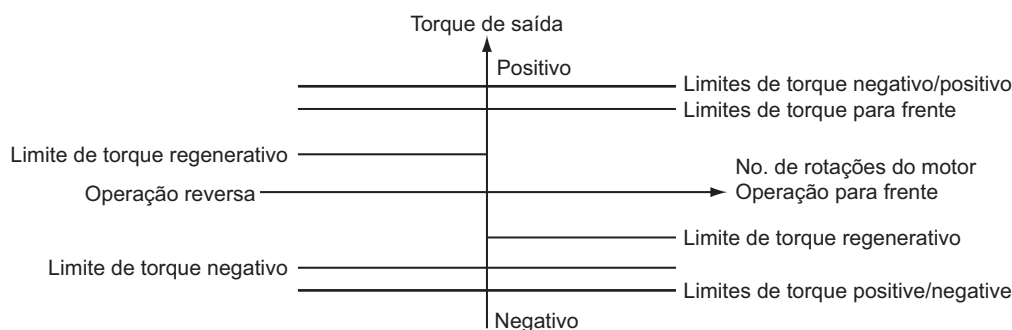 Torque de saída
Positivo
Limites de torque negativo/positivo
Limites de torque para frente
Limite de torque regenerativo
No. de rotações do motor
Operação reversa
Operação para frente
Limite de torque regenerativo
Limite de torque negativo
Limites de torque positive/negative
Negativo